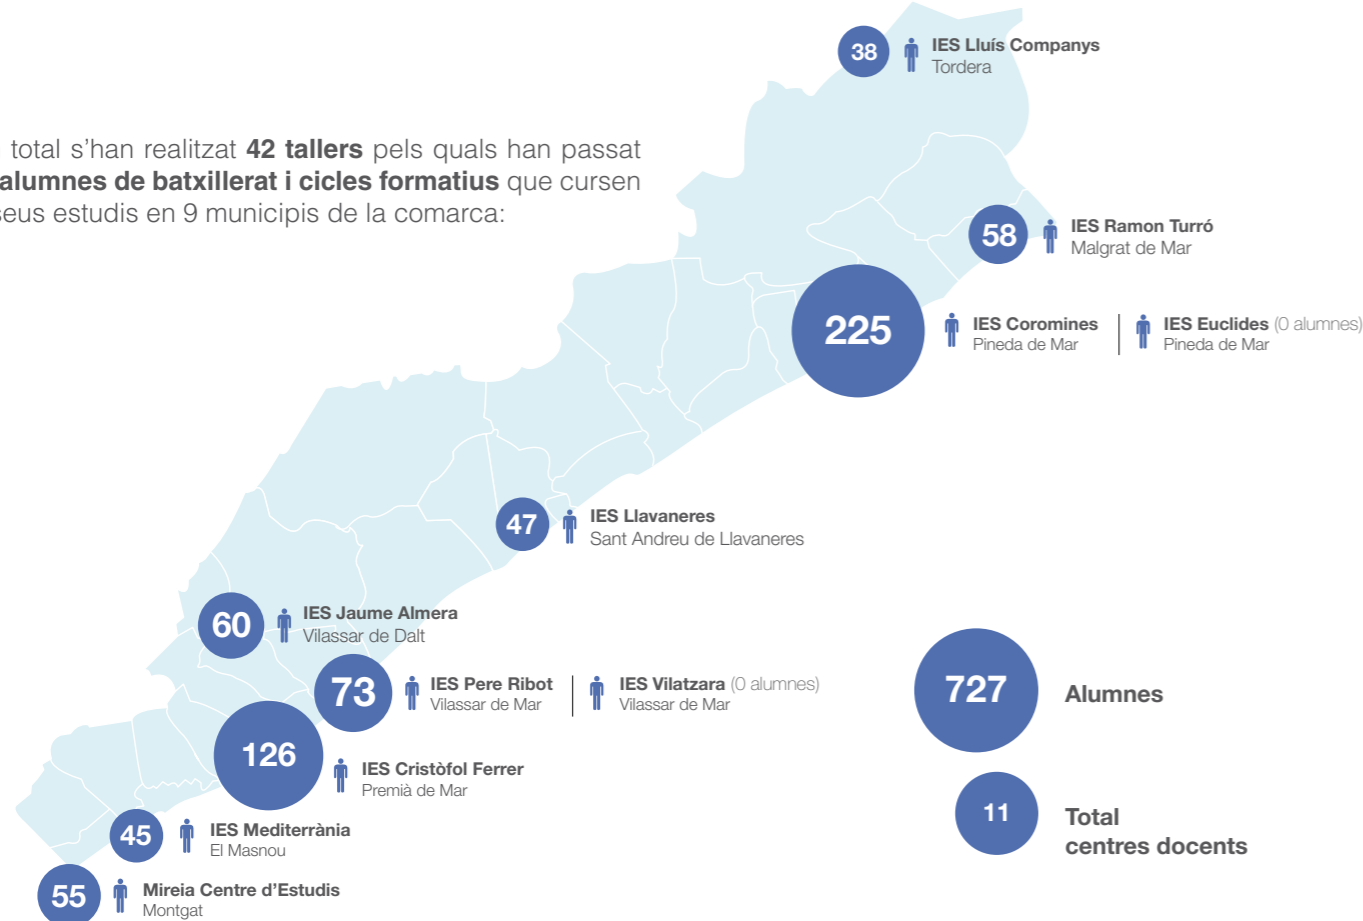 38
IES Lluís Companys
Tordera
total s’han realitzat 42 tallers pels quals han passat
alumnes de batxillerat i cicles formatius que cursen
seus estudis en 9 municipis de la comarca:
58
IES Ramon Turró
Malgrat de Mar
225
IES Coromines
Pineda de Mar
IES Euclides (0 alumnes)
Pineda de Mar
47
IES Llavaneres
Sant Andreu de Llavaneres
60
IES Jaume Almera
Vilassar de Dalt
73
IES Pere Ribot
Vilassar de Mar
IES Vilatzara (0 alumnes)
Vilassar de Mar
727
Alumnes
126
IES Cristòfol Ferrer
Premià de Mar
11
Total
centres docents
45
IES Mediterrània
El Masnou
55
Mireia Centre d’Estudis
Montgat